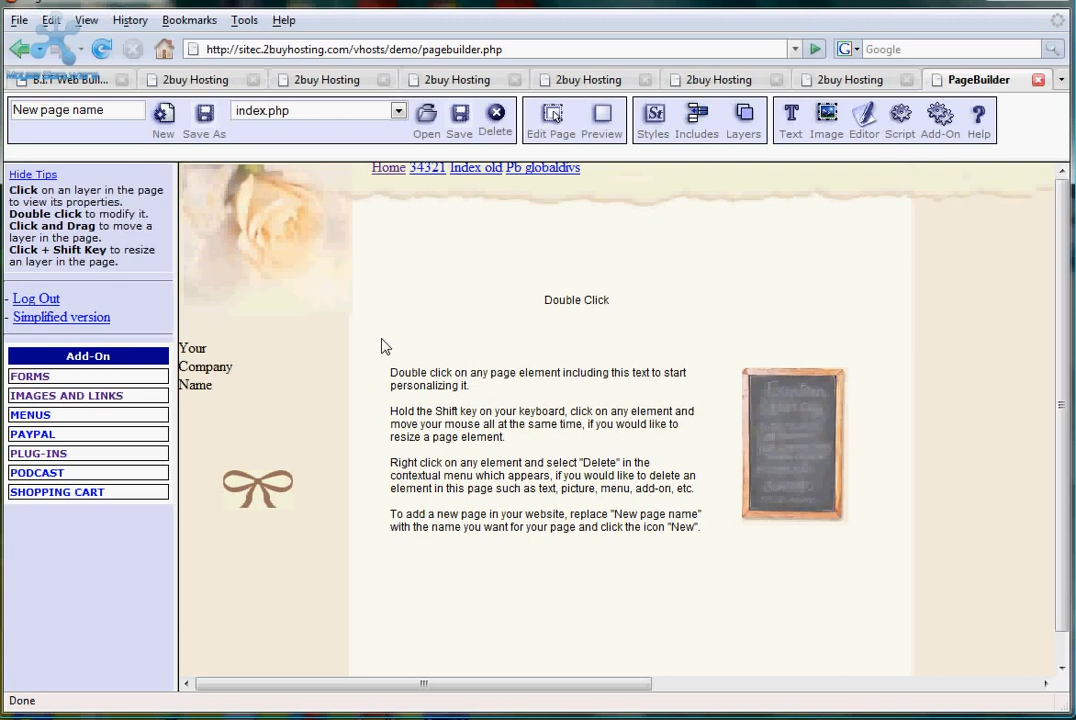 File Edit View History Bookmarks Tools Help
http://sitec.2buyhosting.com/vhosts/demo/pagebuilder.php
Google
B.I.T Web Buil... 2buy Hosting 2buy Hosting 2buy Hosting 2buy Hosting 2buy Hosting 2buy Hosting PageBuilder
New page name
index.php
New Save As Open Save Delete Edit Page Preview Styles Includes Layers Text Image Editor Script Add-On Help
Hide Tips
Click on an layer in the page
to view its properties.
Double click to modify it.
Click and Drag to move a
layer in the page.
Click + Shift Key to resize
an layer in the page.
- Log Out
- Simplified version
Add-On
FORMS
IMAGES AND LINKS
MENUS
PAYPAL
PLUG-INS
PODCAST
SHOPPING CART
Home 34321 Index old Pb globaldivs
Your
Company
Name
Double Click
Double click on any page element including this text to start
personalizing it.
Hold the Shift key on your keyboard, click on any element and
move your mouse all at the same time, if you would like to
resize a page element.
Right click on any element and select "Delete" in the
contextual menu which appears, if you would like to delete an
element in this page such as text, picture, menu, add-on, etc.
To add a new page in your website, replace "New page name"
with the name you want for your page and click the icon "New".
Done